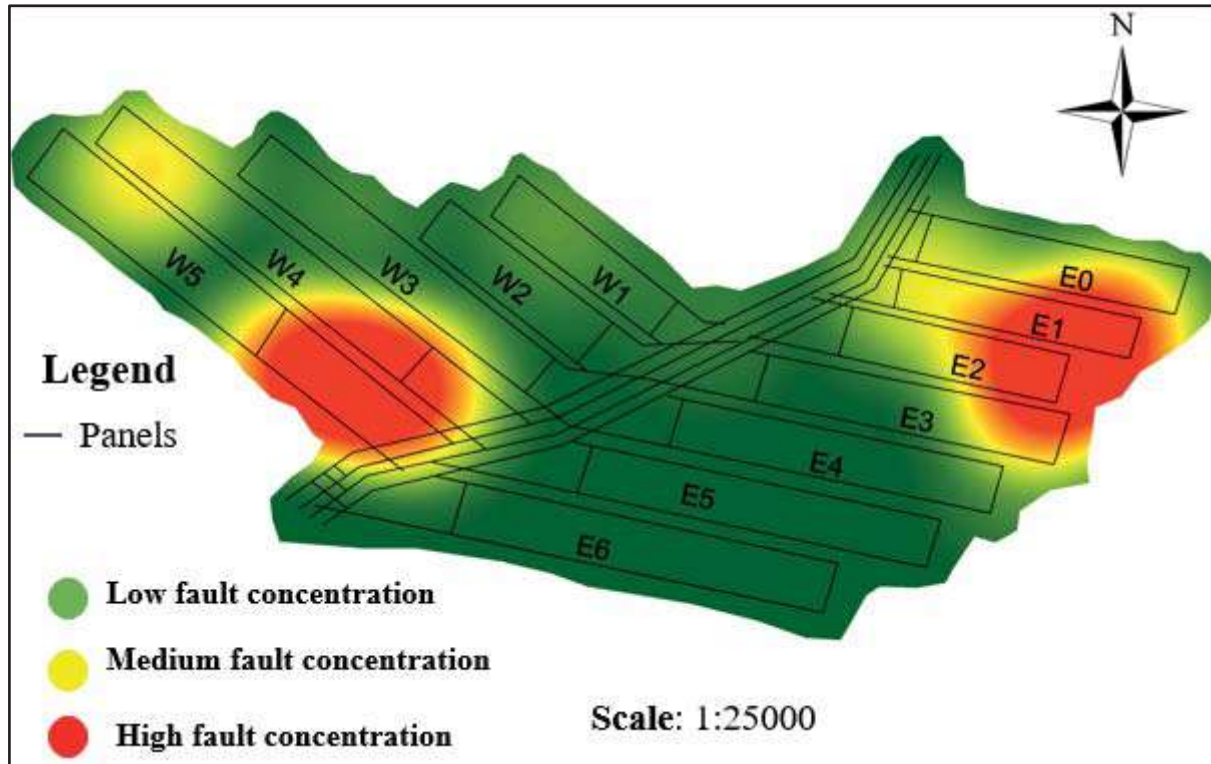 N
E0
W1
W2
W3
W4
W5
E1
E2
E3
E4
E5
E6
Legend
Panels
Low fault concentration
Medium fault concentration
High fault concentration
Scale: 1:25000